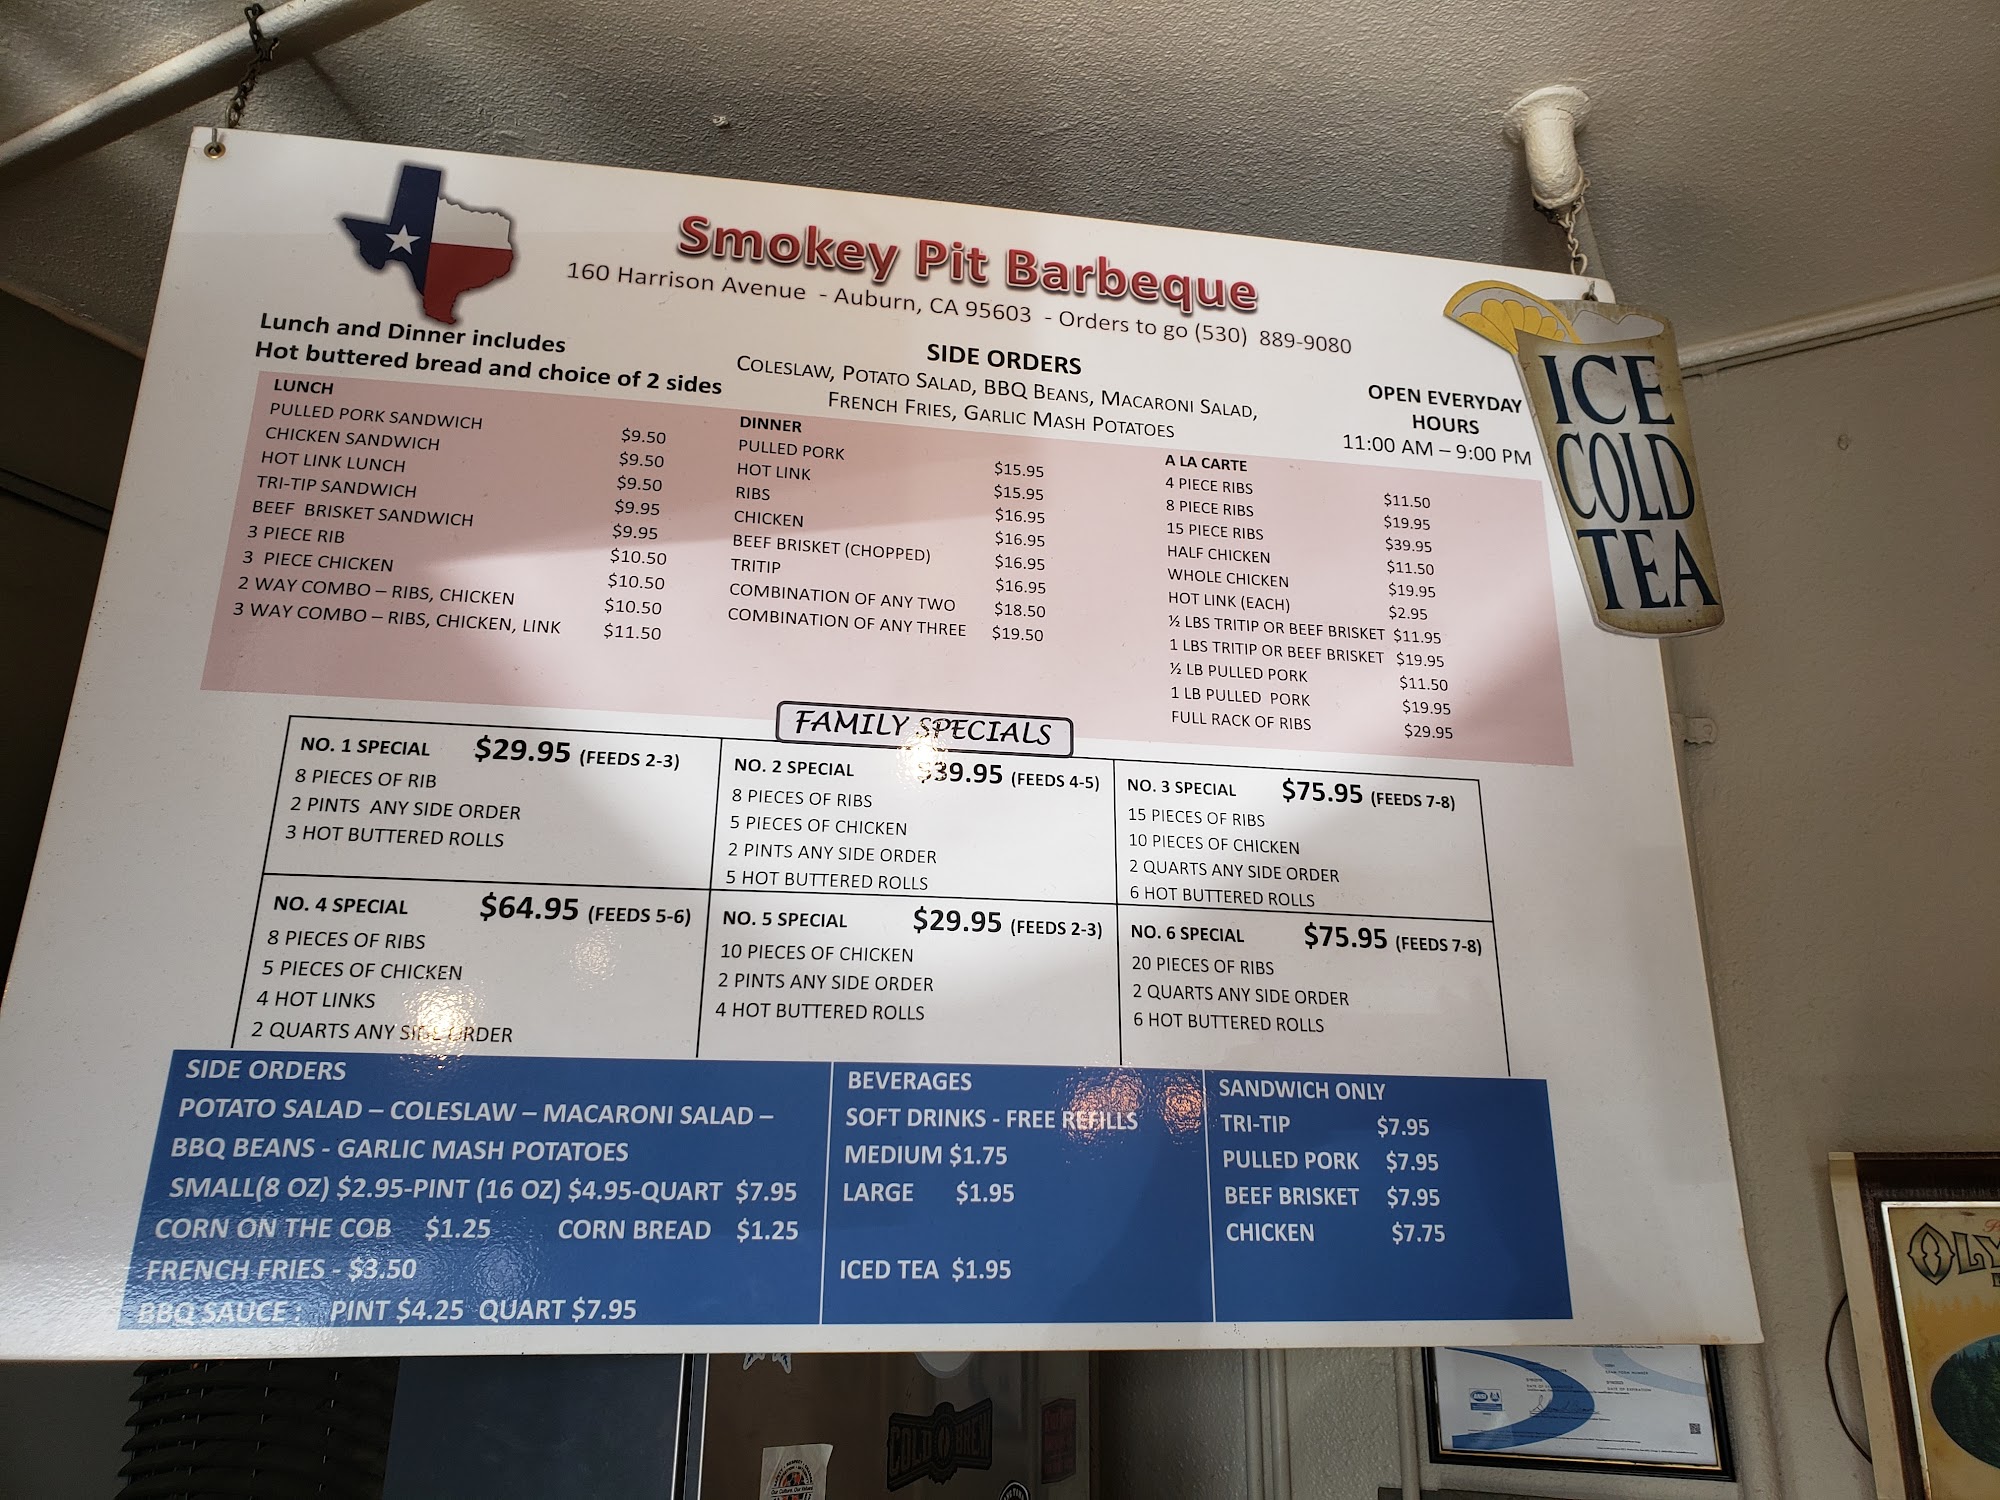 Smokey Pit Barbeque
160 Harrison Avenue - Auburn, CA 95603 - Orders to go (530) 889-9080
Lunch and Dinner includes
Hot buttered bread and choice of 2 sides
SIDE ORDERS
COLESLAW, POTATO SALAD, BBQ BEANS, MACARONI SALAD,
FRENCH FRIES, GARLIC MASH POTATOES
OPEN EVERYDAY
HOURS
11:00 AM – 9:00 PM
ICE
COLD
TEA
LUNCH
PULLED PORK SANDWICH $9.50
CHICKEN SANDWICH $9.50
HOT LINK LUNCH $9.50
TRI-TIP SANDWICH $9.95
BEEF BRISKET SANDWICH $9.95
3 PIECE RIB $10.50
3 PIECE CHICKEN $10.50
2 WAY COMBO – RIBS, CHICKEN $10.50
3 WAY COMBO – RIBS, CHICKEN, LINK $11.50
DINNER
PULLED PORK $15.95
HOT LINK $15.95
RIBS $16.95
CHICKEN $16.95
BEEF BRISKET (CHOPPED) $16.95
TRITIP $16.95
COMBINATION OF ANY TWO $18.50
COMBINATION OF ANY THREE $19.50
A LA CARTE
4 PIECE RIBS $11.50
8 PIECE RIBS $19.95
15 PIECE RIBS $39.95
HALF CHICKEN $11.50
WHOLE CHICKEN $19.95
HOT LINK (EACH) $2.95
½ LBS TRITIP OR BEEF BRISKET $11.95
1 LBS TRITIP OR BEEF BRISKET $19.95
½ LB PULLED PORK $11.50
1 LB PULLED PORK $19.95
FULL RACK OF RIBS $29.95
FAMILY SPECIALS
NO. 1 SPECIAL $29.95 (FEEDS 2-3)
8 PIECES OF RIB
2 PINTS ANY SIDE ORDER
3 HOT BUTTERED ROLLS
NO. 2 SPECIAL $39.95 (FEEDS 4-5)
8 PIECES OF RIBS
5 PIECES OF CHICKEN
2 PINTS ANY SIDE ORDER
5 HOT BUTTERED ROLLS
NO. 3 SPECIAL $75.95 (FEEDS 7-8)
15 PIECES OF RIBS
10 PIECES OF CHICKEN
2 QUARTS ANY SIDE ORDER
6 HOT BUTTERED ROLLS
NO. 4 SPECIAL $64.95 (FEEDS 5-6)
8 PIECES OF RIBS
5 PIECES OF CHICKEN
4 HOT LINKS
2 QUARTS ANY SIDE ORDER
NO. 5 SPECIAL $29.95 (FEEDS 2-3)
10 PIECES OF CHICKEN
2 PINTS ANY SIDE ORDER
4 HOT BUTTERED ROLLS
NO. 6 SPECIAL $75.95 (FEEDS 7-8)
20 PIECES OF RIBS
2 QUARTS ANY SIDE ORDER
6 HOT BUTTERED ROLLS
SIDE ORDERS
POTATO SALAD – COLESLAW – MACARONI SALAD –
BBQ BEANS - GARLIC MASH POTATOES
SMALL(8 OZ) $2.95-PINT (16 OZ) $4.95-QUART $7.95
CORN ON THE COB $1.25 CORN BREAD $1.25
FRENCH FRIES - $3.50
BBQ SAUCE : PINT $4.25 QUART $7.95
BEVERAGES
SOFT DRINKS - FREE REFILLS
MEDIUM $1.75
LARGE $1.95
ICED TEA $1.95
SANDWICH ONLY
TRI-TIP $7.95
PULLED PORK $7.95
BEEF BRISKET $7.95
CHICKEN $7.75
COLD BREW
OLY